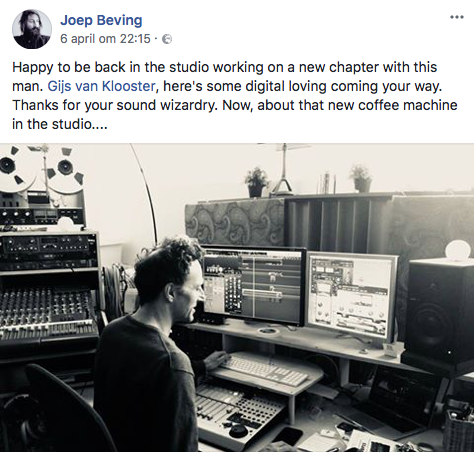 Joep Beving
6 april om 22:15 ·
Happy to be back in the studio working on a new chapter with this
man. Gijs van Klooster, here's some digital loving coming your way.
Thanks for your sound wizardry. Now, about that new coffee machine
in the studio....